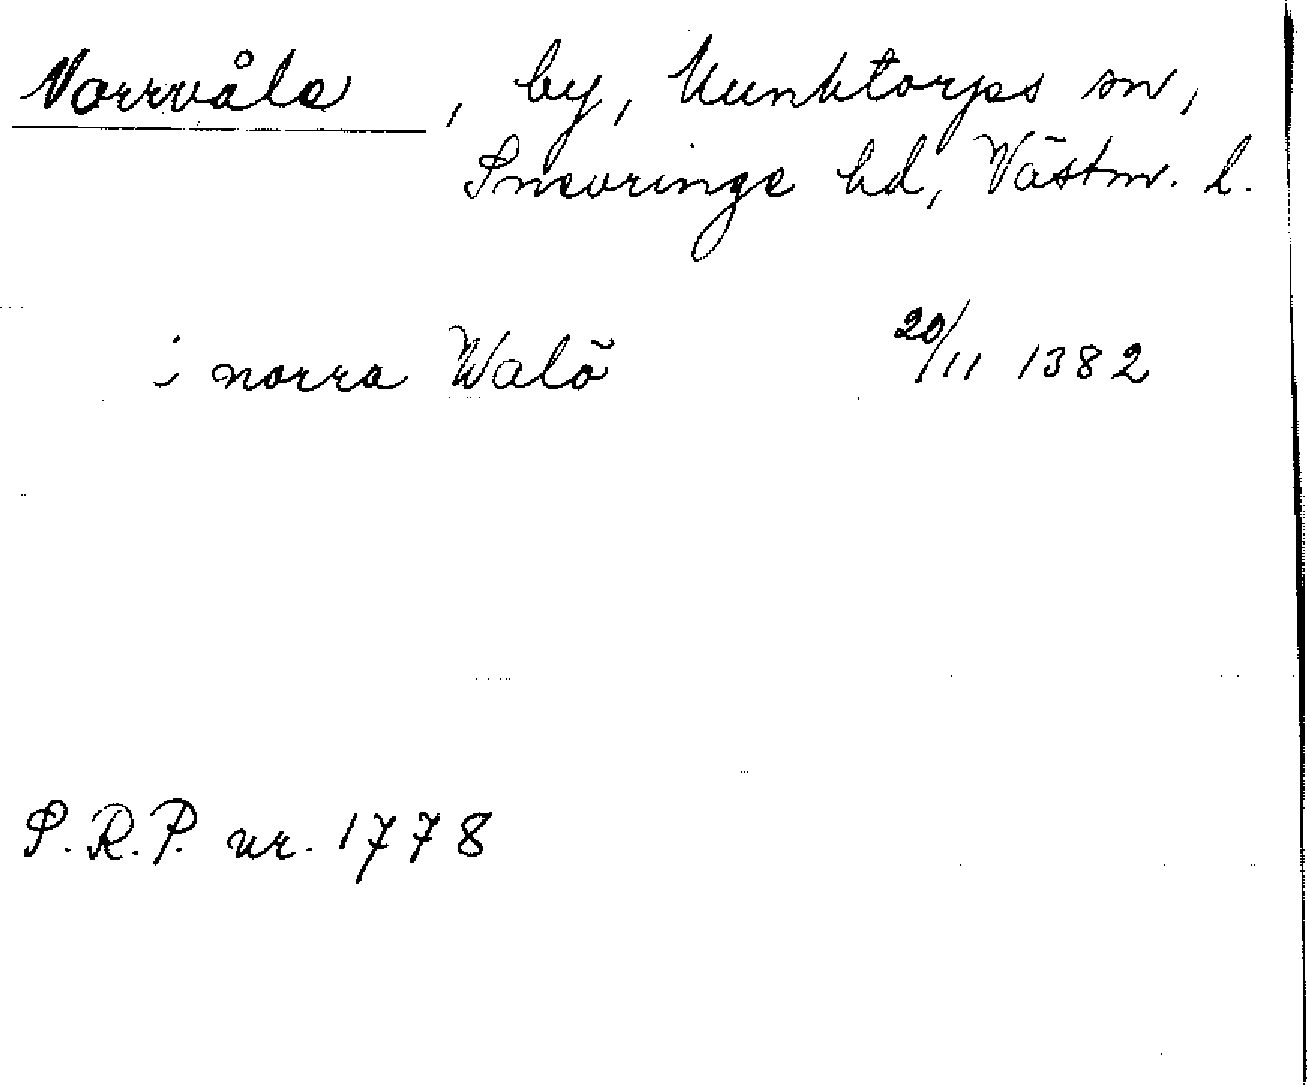 Norrvåla, by, Munktorps sn,
Snevringe hd, Västm. l.
i norra Walö 20/11 1382
S.R.P. nr. 1778